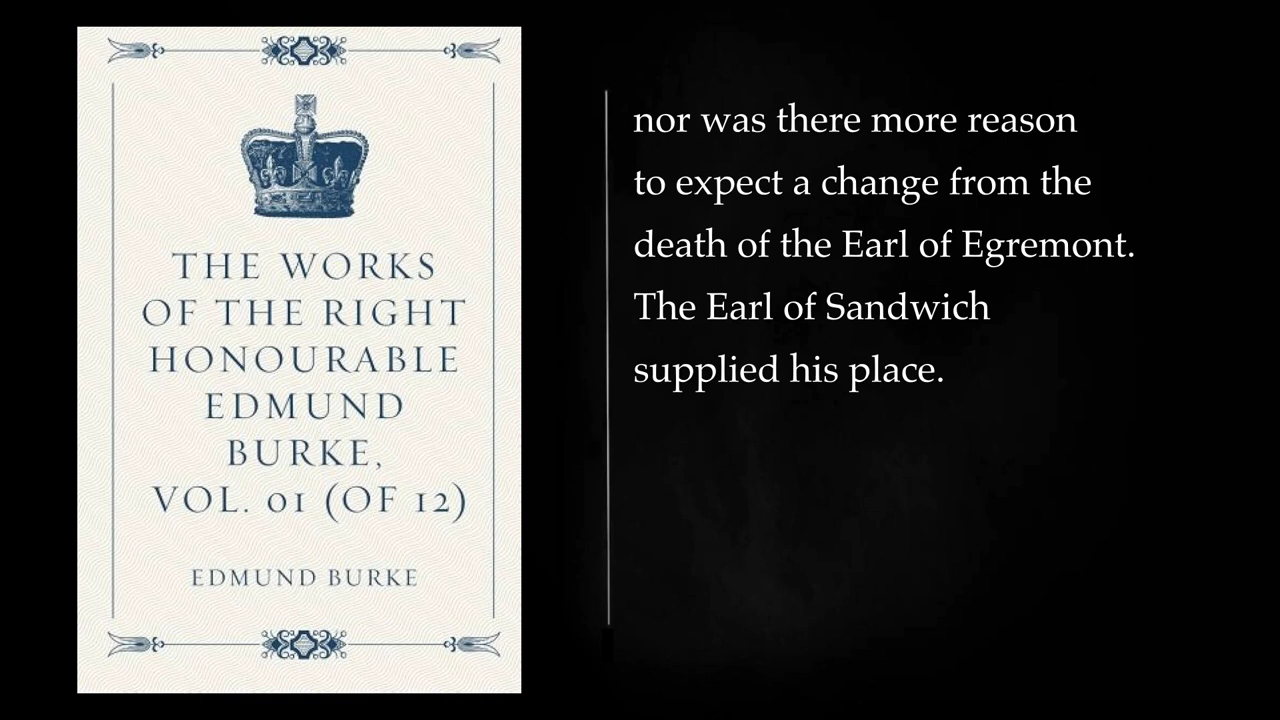 THE WORKS
OF THE RIGHT
HONOURABLE
EDMUND
BURKE,
VOL. 01 (OF 12)
EDMUND BURKE
nor was there more reason
to expect a change from the
death of the Earl of Egremont.
The Earl of Sandwich
supplied his place.